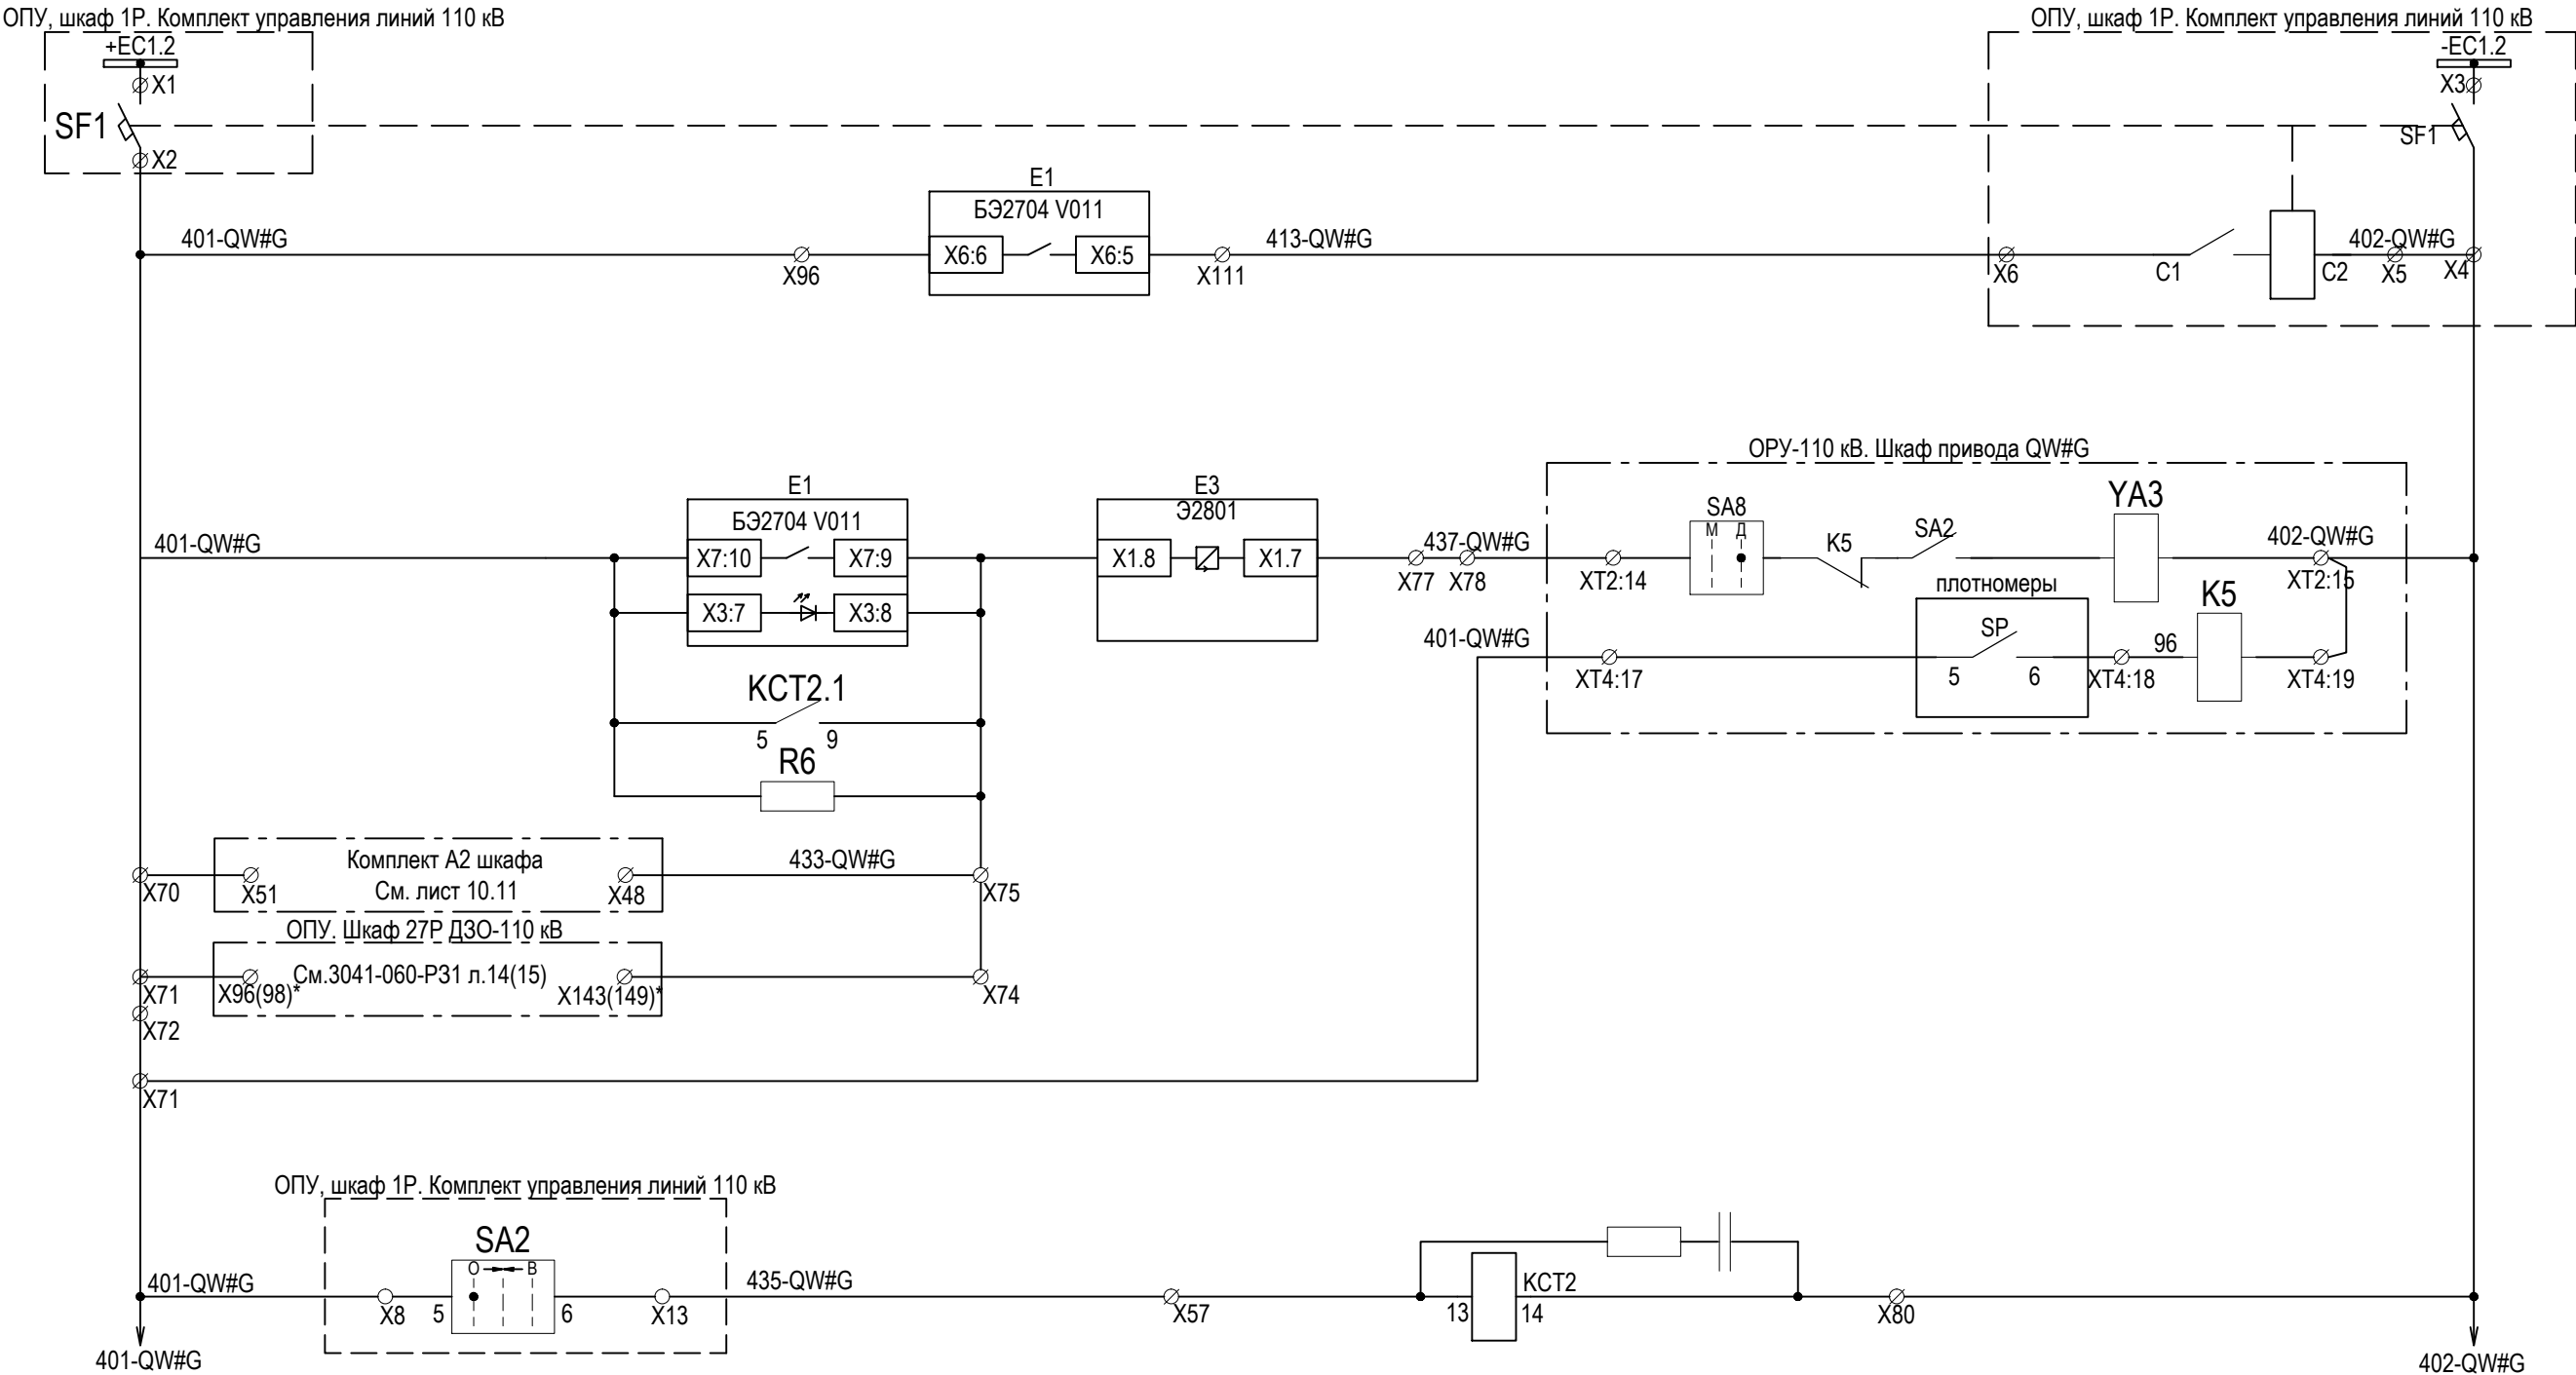 ОПУ, шкаф 1Р. Комплект управления линий 110 кВ
ОПУ, шкаф 1Р. Комплект управления линий 110 кВ
+ЕС1.2
-ЕС1.2
X1
X3
SF1
SF1
X2
E1
БЭ2704 V011
401-QW#G
X6:6
X6:5
413-QW#G
402-QW#G
X96
X111
X6
C1
C2
X5
X4
ОРУ-110 кВ. Шкаф привода QW#G
E1
E3
БЭ2704 V011
Э2801
SA8
YA3
М Д
401-QW#G
X7:10
X7:9
X1.8
X1.7
437-QW#G
K5
SA2
402-QW#G
X77
X78
XT2:14
XT2:15
плотномеры
K5
X3:7
X3:8
401-QW#G
SP
96
XT4:17
5
6
XT4:18
XT4:19
KCT2.1
5
9
R6
Комплект А2 шкафа
433-QW#G
См. лист 10.11
X70
X51
X48
X75
ОПУ. Шкаф 27Р ДЗО-110 кВ
См.3041-060-РЗ1 л.14(15)
X71
X96(98)*
X143(149)*
X74
X72
X71
ОПУ, шкаф 1Р. Комплект управления линий 110 кВ
SA2
О В
401-QW#G
435-QW#G
KCT2
X8
5
6
X13
X57
13
14
X80
401-QW#G
402-QW#G